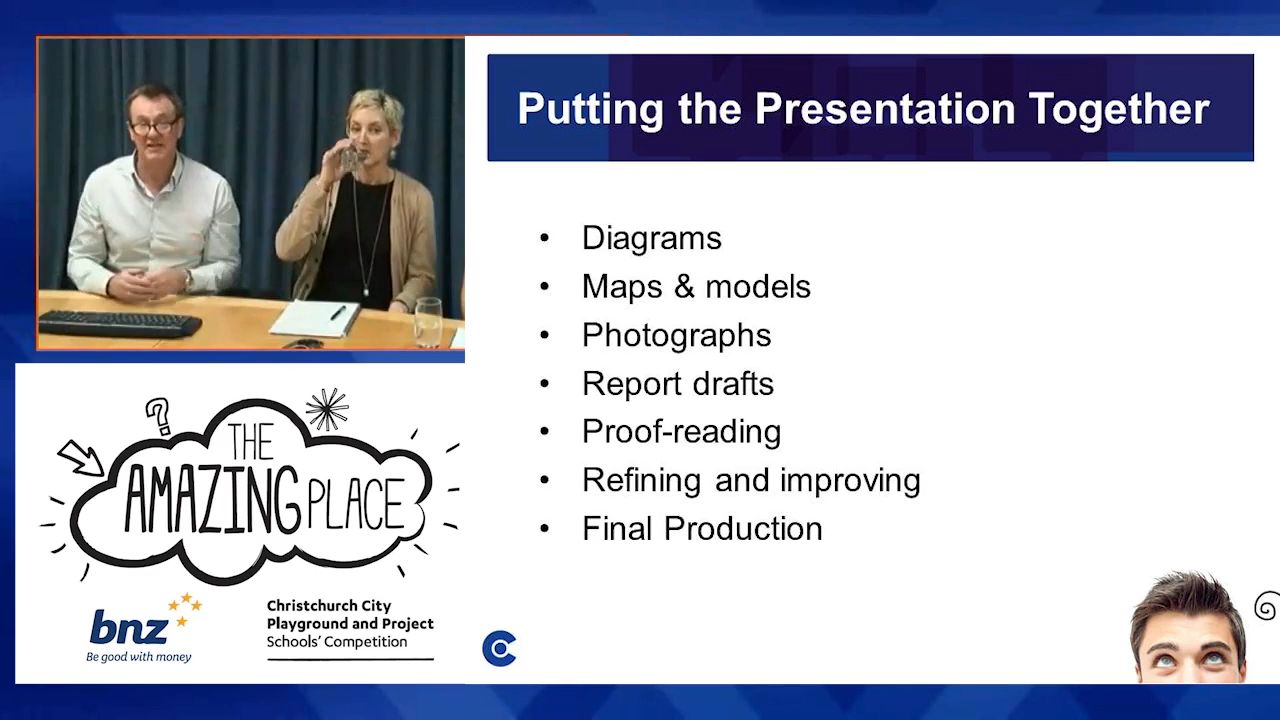 Putting the Presentation Together
• Diagrams
• Maps & models
• Photographs
• Report drafts
• Proof-reading
• Refining and improving
• Final Production
THE
AMAZING PLACE
bnz
Be good with money
Christchurch City
Playground and Project
Schools' Competition